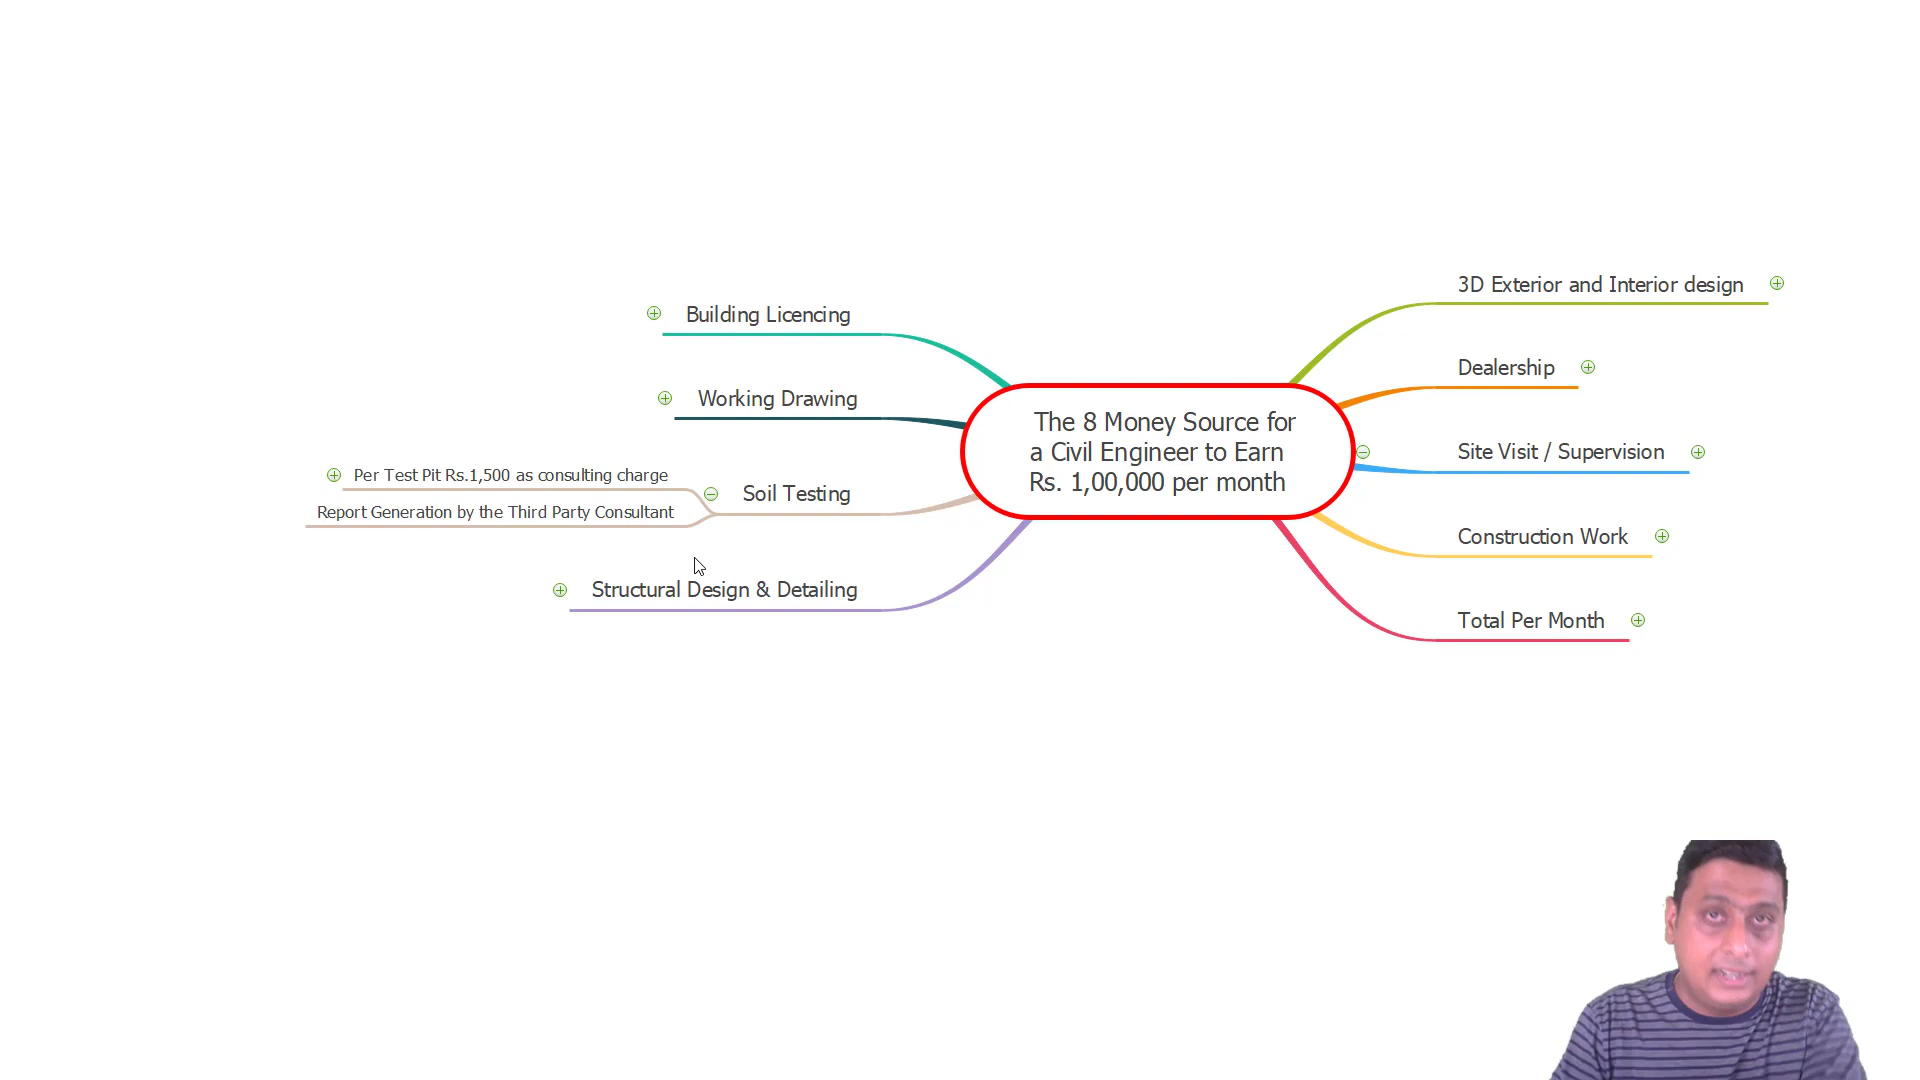 The 8 Money Source for
a Civil Engineer to Earn
Rs. 1,00,000 per month
Building Licencing
Working Drawing
Soil Testing
Per Test Pit Rs.1,500 as consulting charge
Report Generation by the Third Party Consultant
Structural Design & Detailing
3D Exterior and Interior design
Dealership
Site Visit / Supervision
Construction Work
Total Per Month